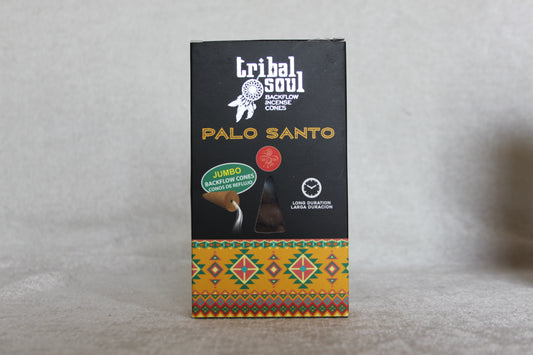 tribal
soul
BACKFLOW
INCENSE
CONES
PALO SANTO
JUMBO
BACKFLOW CONES
CONOS DE REFLUJO
LONG DURATION
LARGA DURACION